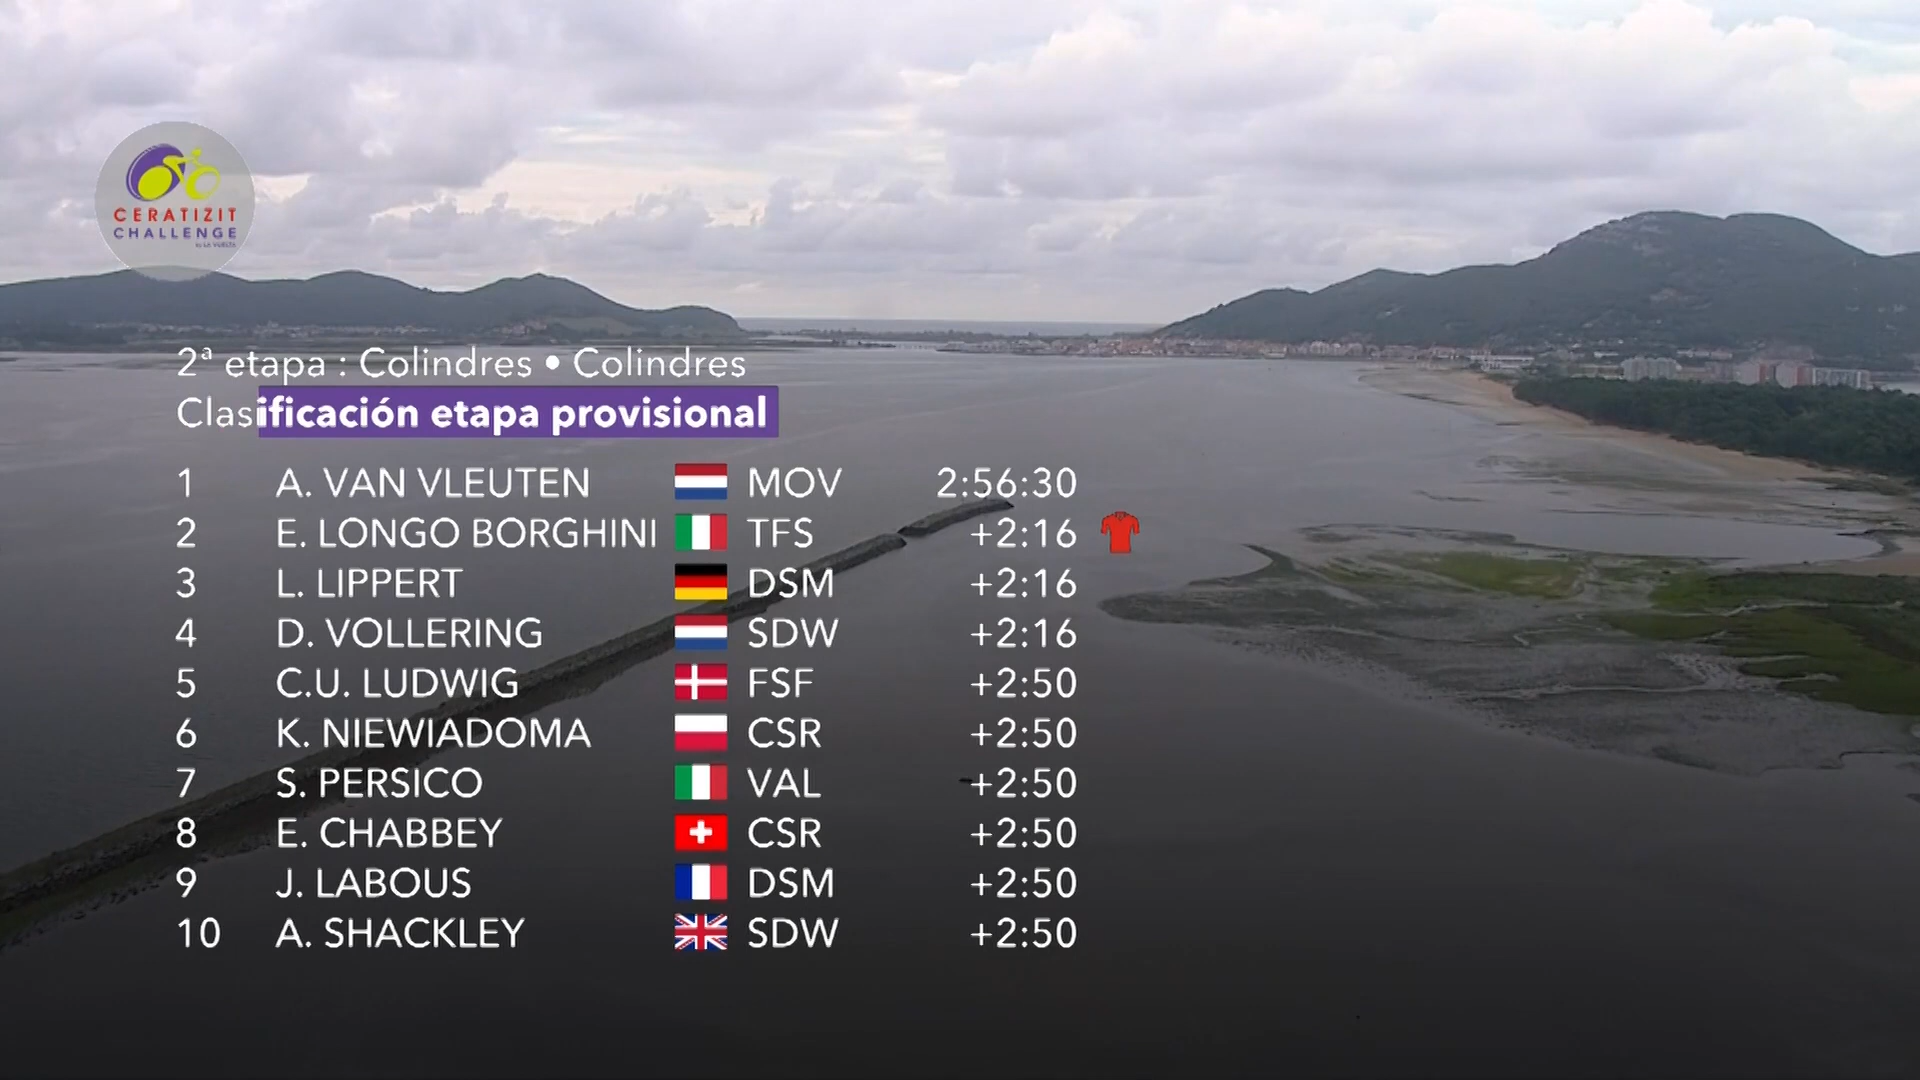 CERATIZIT
CHALLENGE
by LA VUELTA
2ª etapa : Colindres • Colindres
Clasificación etapa provisional
1 A. VAN VLEUTEN MOV 2:56:30
2 E. LONGO BORGHINI TFS +2:16
3 L. LIPPERT DSM +2:16
4 D. VOLLERING SDW +2:16
5 C.U. LUDWIG FSF +2:50
6 K. NIEWIADOMA CSR +2:50
7 S. PERSICO VAL +2:50
8 E. CHABBEY CSR +2:50
9 J. LABOUS DSM +2:50
10 A. SHACKLEY SDW +2:50